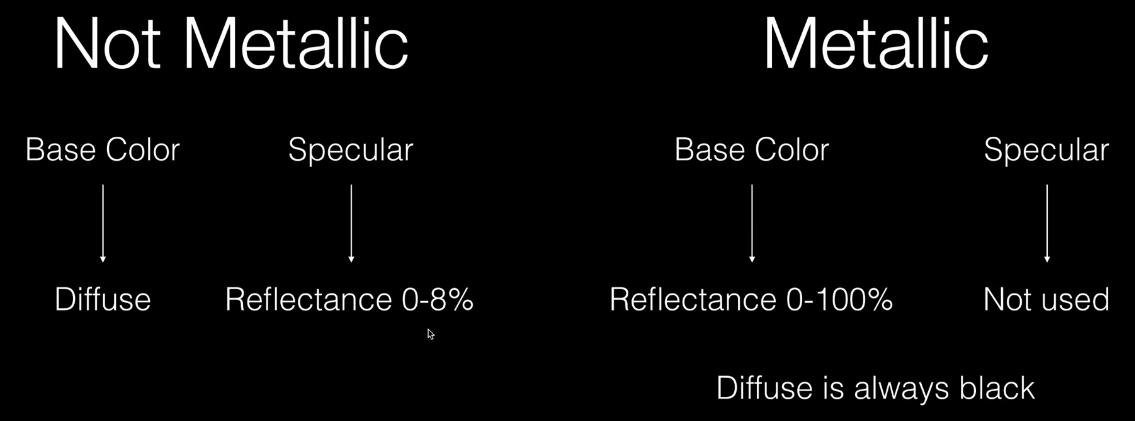 Not Metallic
Metallic
Base Color
Specular
Base Color
Specular
Diffuse
Reflectance 0-8%
Reflectance 0-100%
Not used
Diffuse is always black